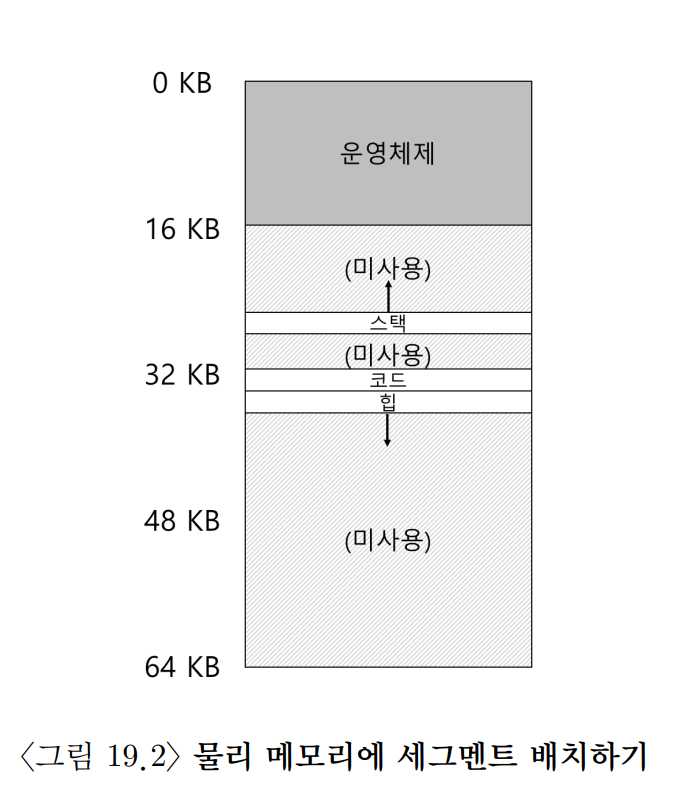 0 KB
운영체제
16 KB
(미사용)
스택
(미사용)
32 KB
코드
힙
48 KB
(미사용)
64 KB
〈그림 19.2〉 물리 메모리에 세그멘트 배치하기